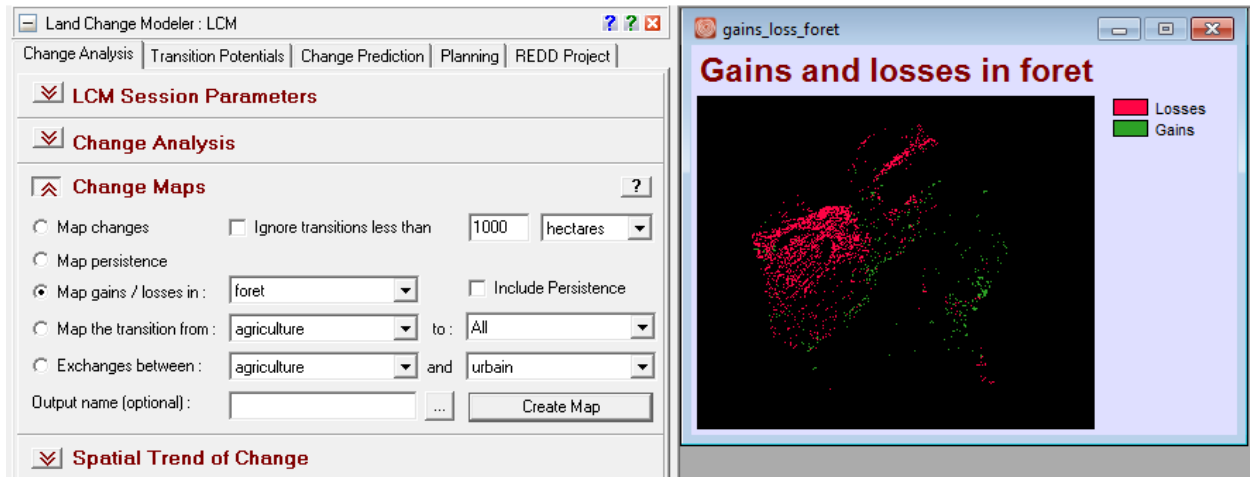 Land Change Modeler : LCM
? ?
Change Analysis Transition Potentials Change Prediction Planning REDD Project
LCM Session Parameters
Change Analysis
Change Maps ?
Map changes Ignore transitions less than 1000 hectares
Map persistence
Map gains / losses in : foret Include Persistence
Map the transition from : agriculture to : All
Exchanges between : agriculture and urbain
Output name (optional) : ... Create Map
Spatial Trend of Change
gains_loss_foret
Gains and losses in foret
Losses
Gains